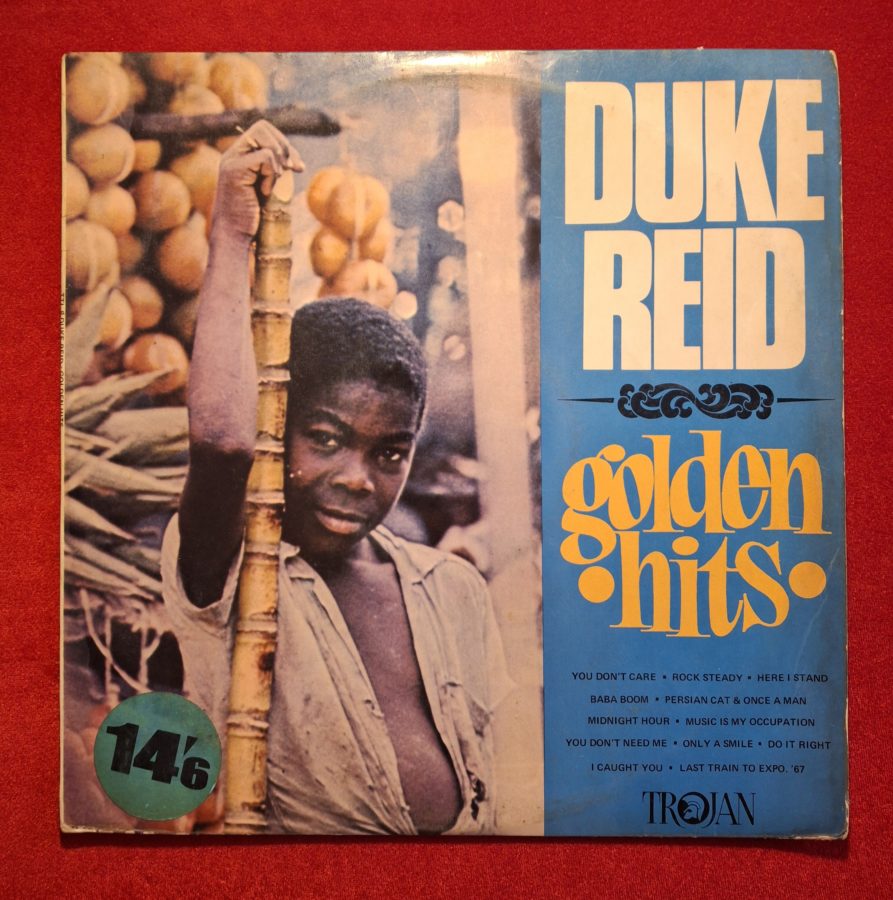 DUKE
REID
golden
•hits•
YOU DON'T CARE • ROCK STEADY • HERE I STAND
BABA BOOM • PERSIAN CAT & ONCE A MAN
MIDNIGHT HOUR • MUSIC IS MY OCCUPATION
YOU DON'T NEED ME • ONLY A SMILE • DO IT RIGHT
I CAUGHT YOU • LAST TRAIN TO EXPO. '67
TROJAN
14'6